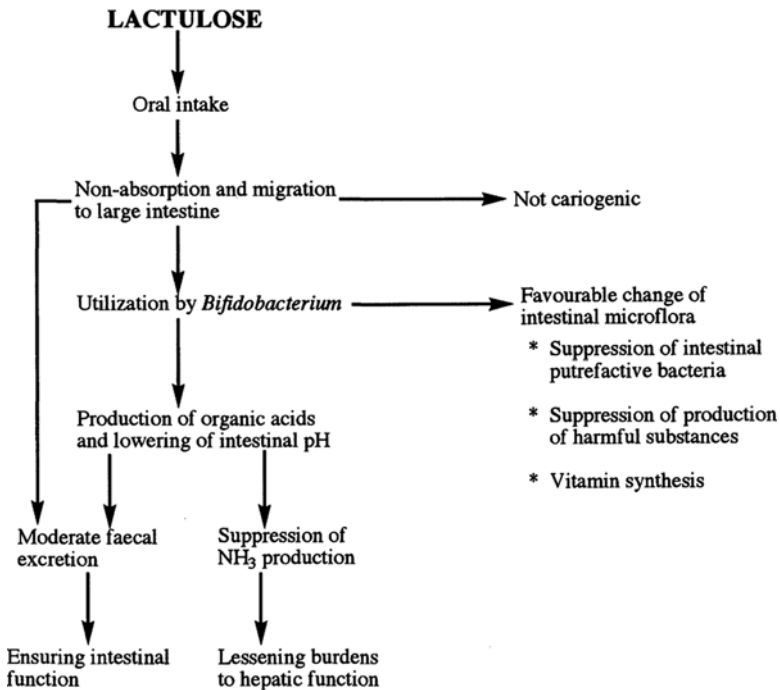 LACTULOSE
Oral intake
Non-absorption and migration
to large intestine
Not cariogenic
Utilization by Bifidobacterium
Favourable change of
intestinal microflora
* Suppression of intestinal
putrefactive bacteria
* Suppression of production
of harmful substances
* Vitamin synthesis
Production of organic acids
and lowering of intestinal pH
Moderate faecal
excretion
Suppression of
NH₃ production
Ensuring intestinal
function
Lessening burdens
to hepatic function